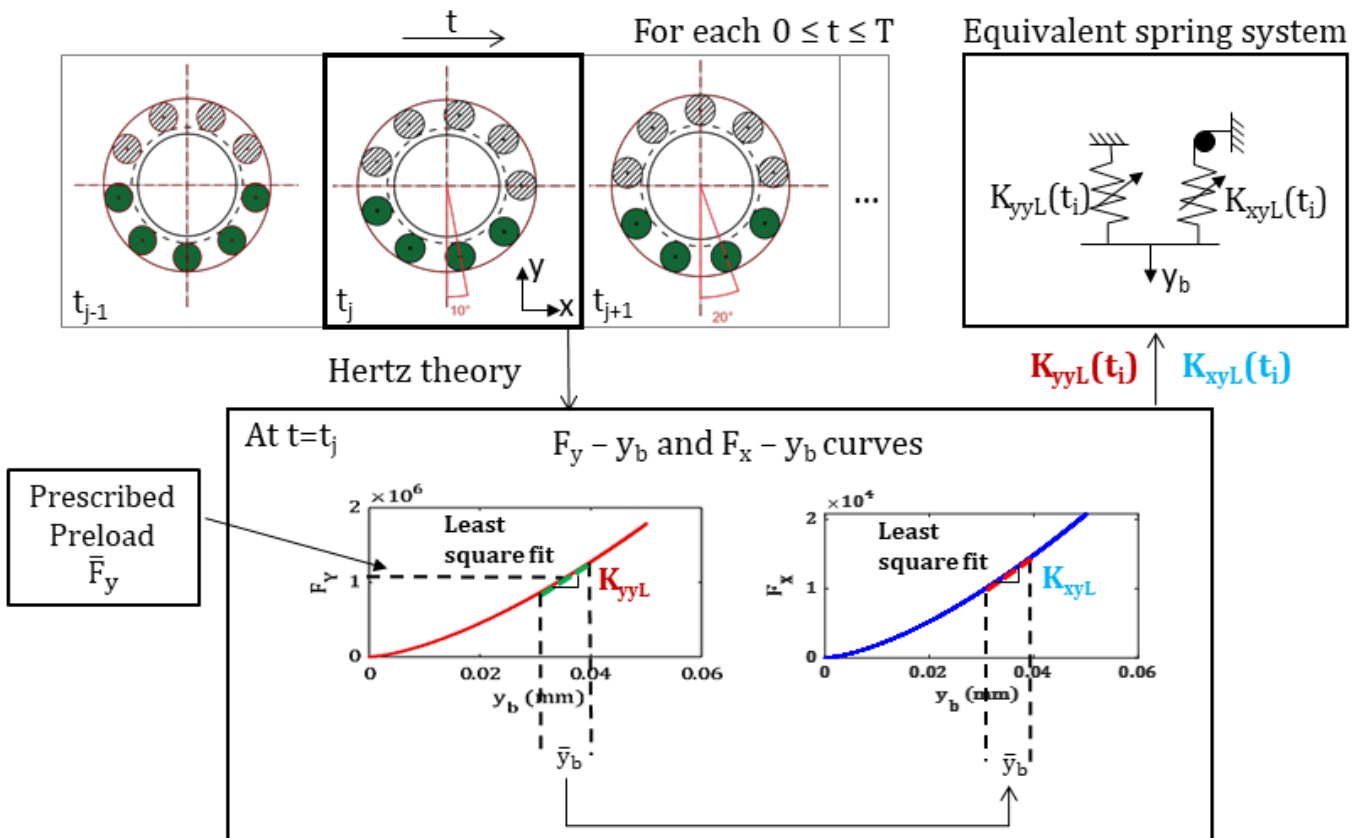 t
For each 0 ≤ t ≤ T
Equivalent spring system
t_{j-1}
t_j
10°
y
x
t_{j+1}
20°
...
K_{yyL}(t_i)
K_{xyL}(t_i)
y_b
Hertz theory
K_{yyL}(t_i)
K_{xyL}(t_i)
At t=t_j
F_y – y_b and F_x – y_b curves
Prescribed
Preload
F̄_y
×10^6
2
1
0
F_Y
Least
square fit
K_{yyL}
0
0.02
0.04
0.06
y_b (mm)
ȳ_b
×10^4
2
1
0
F_X
Least
square fit
K_{xyL}
0
0.02
0.04
0.06
y_b (mm)
ȳ_b